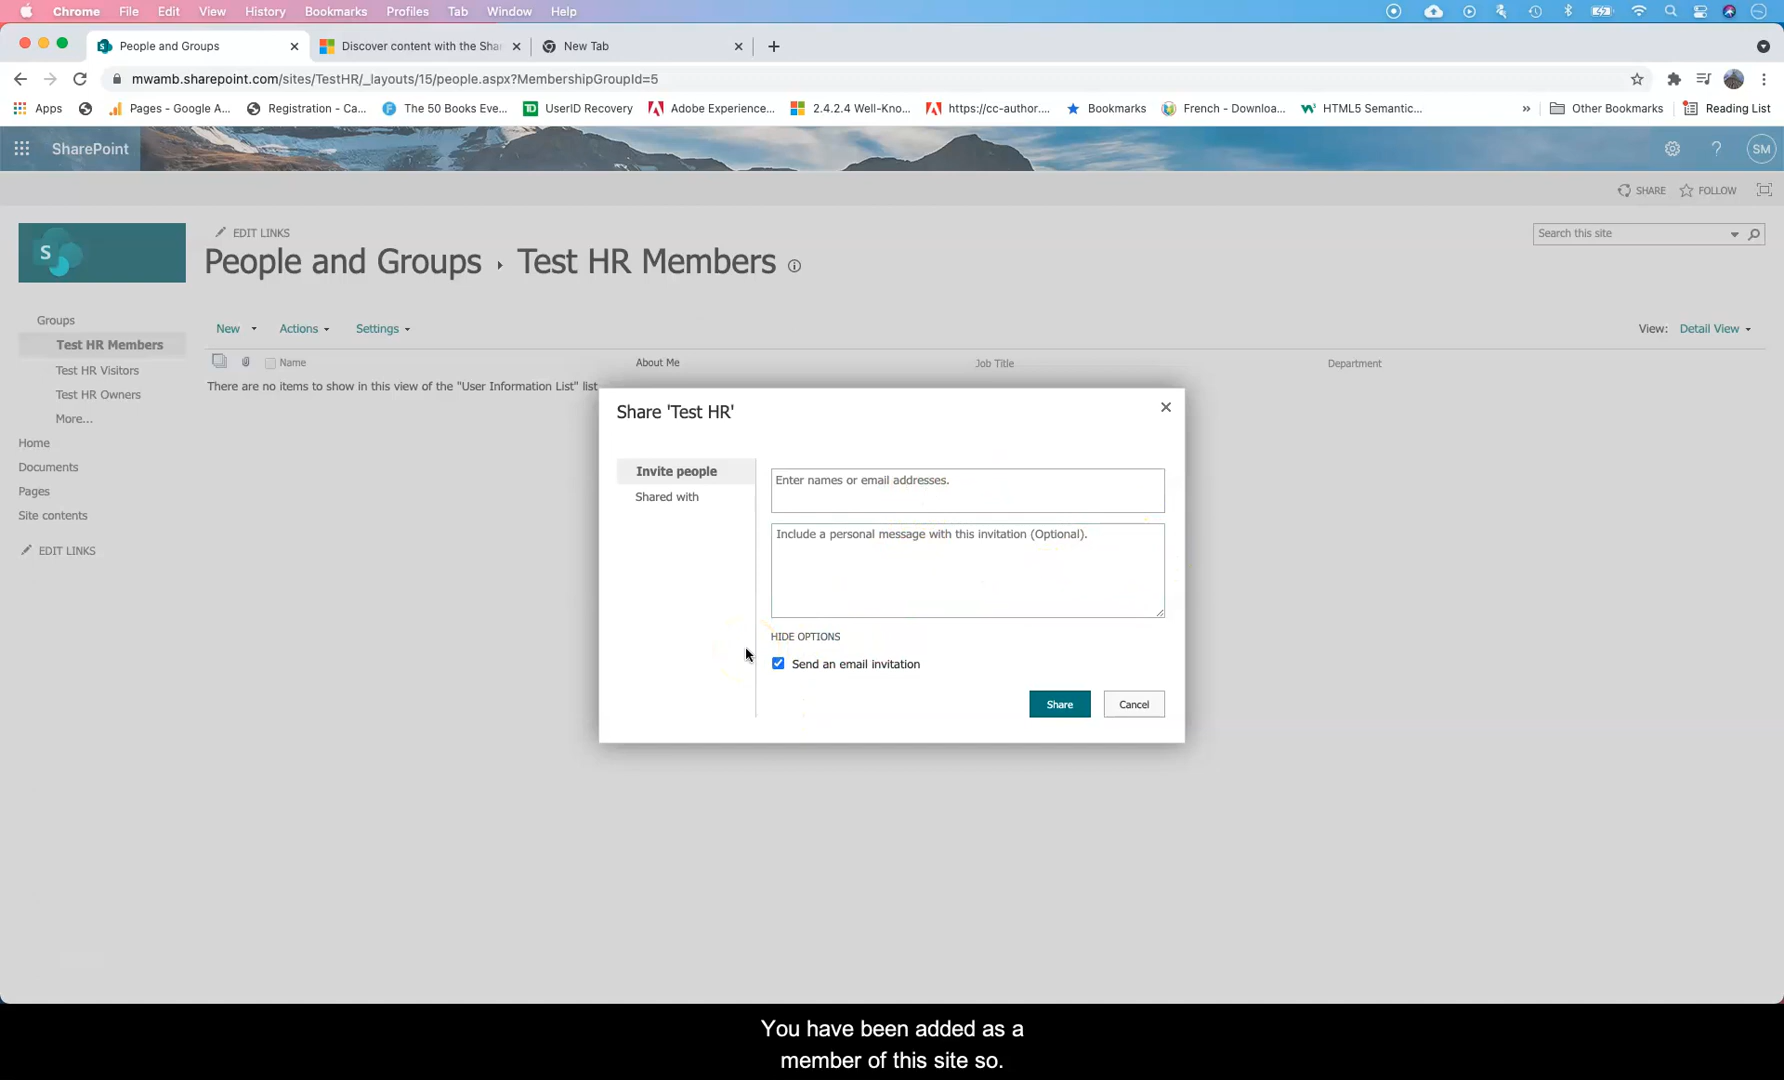 Chrome File Edit View History Bookmarks Profiles Tab Window Help
People and Groups
Discover content with the Sha
New Tab
mwamb.sharepoint.com/sites/TestHR/_layouts/15/people.aspx?MembershipGroupId=5
Apps Pages - Google A... Registration - Ca... The 50 Books Eve... UserID Recovery Adobe Experience... 2.4.2.4 Well-Kno... https://cc-author.... Bookmarks French - Downloa... HTML5 Semantic... » Other Bookmarks Reading List
SharePoint
? SM
SHARE FOLLOW
S
EDIT LINKS
People and Groups Test HR Members
Search this site
Groups
Test HR Members
Test HR Visitors
Test HR Owners
More...
Home
Documents
Pages
Site contents
EDIT LINKS
New Actions Settings
View: Detail View
Name About Me Job Title Department
There are no items to show in this view of the "User Information List" list
Share 'Test HR'
Invite people
Shared with
Enter names or email addresses.
Include a personal message with this invitation (Optional).
HIDE OPTIONS
Send an email invitation
Share Cancel
You have been added as a
member of this site so.